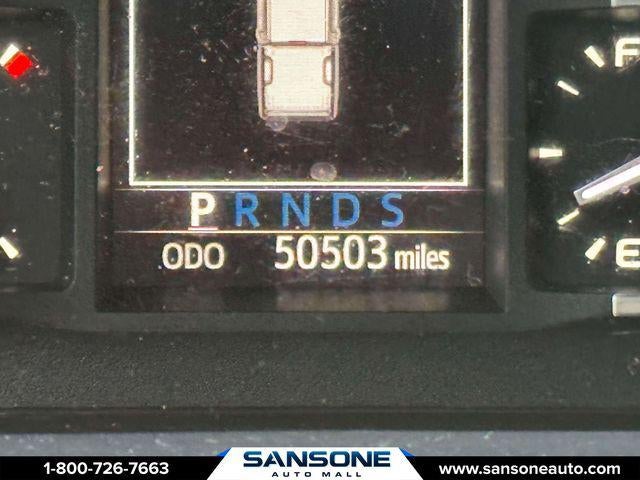 F
P R N D S
ODO 50503 miles
E
1-800-726-7663
SANSONE
AUTO MALL
www.sansoneauto.com